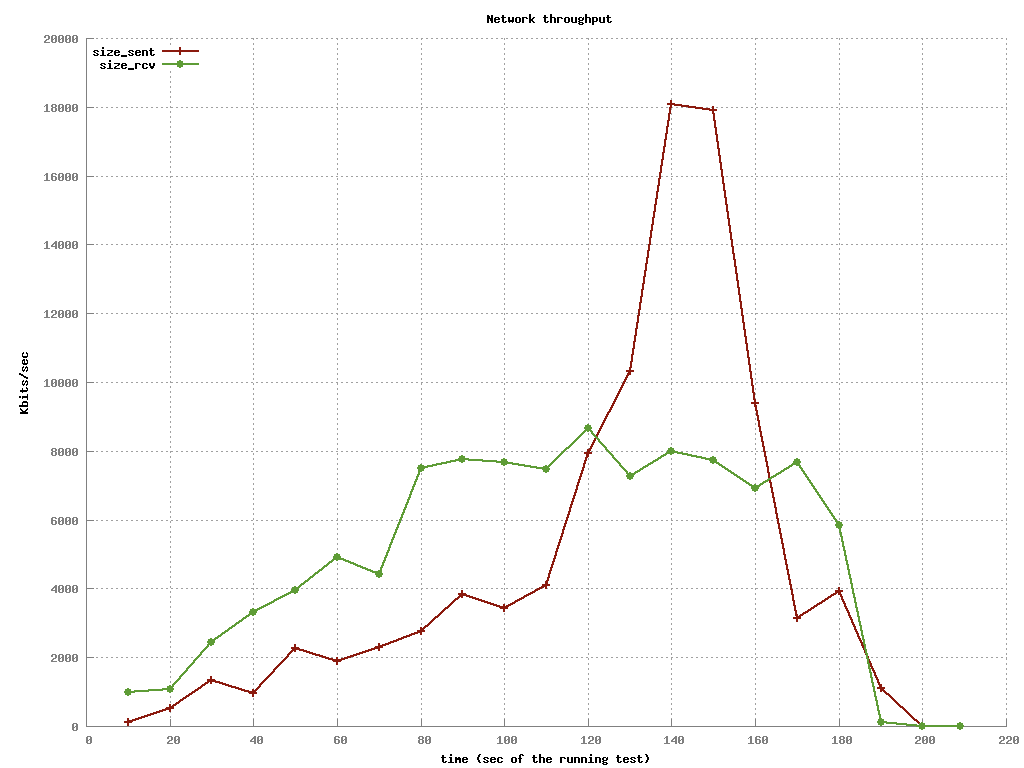 Network throughput
size_sent
size_rcv
20000
18000
16000
14000
12000
10000
8000
6000
4000
2000
0
Kbits/sec
0 20 40 60 80 100 120 140 160 180 200 220
time (sec of the running test)